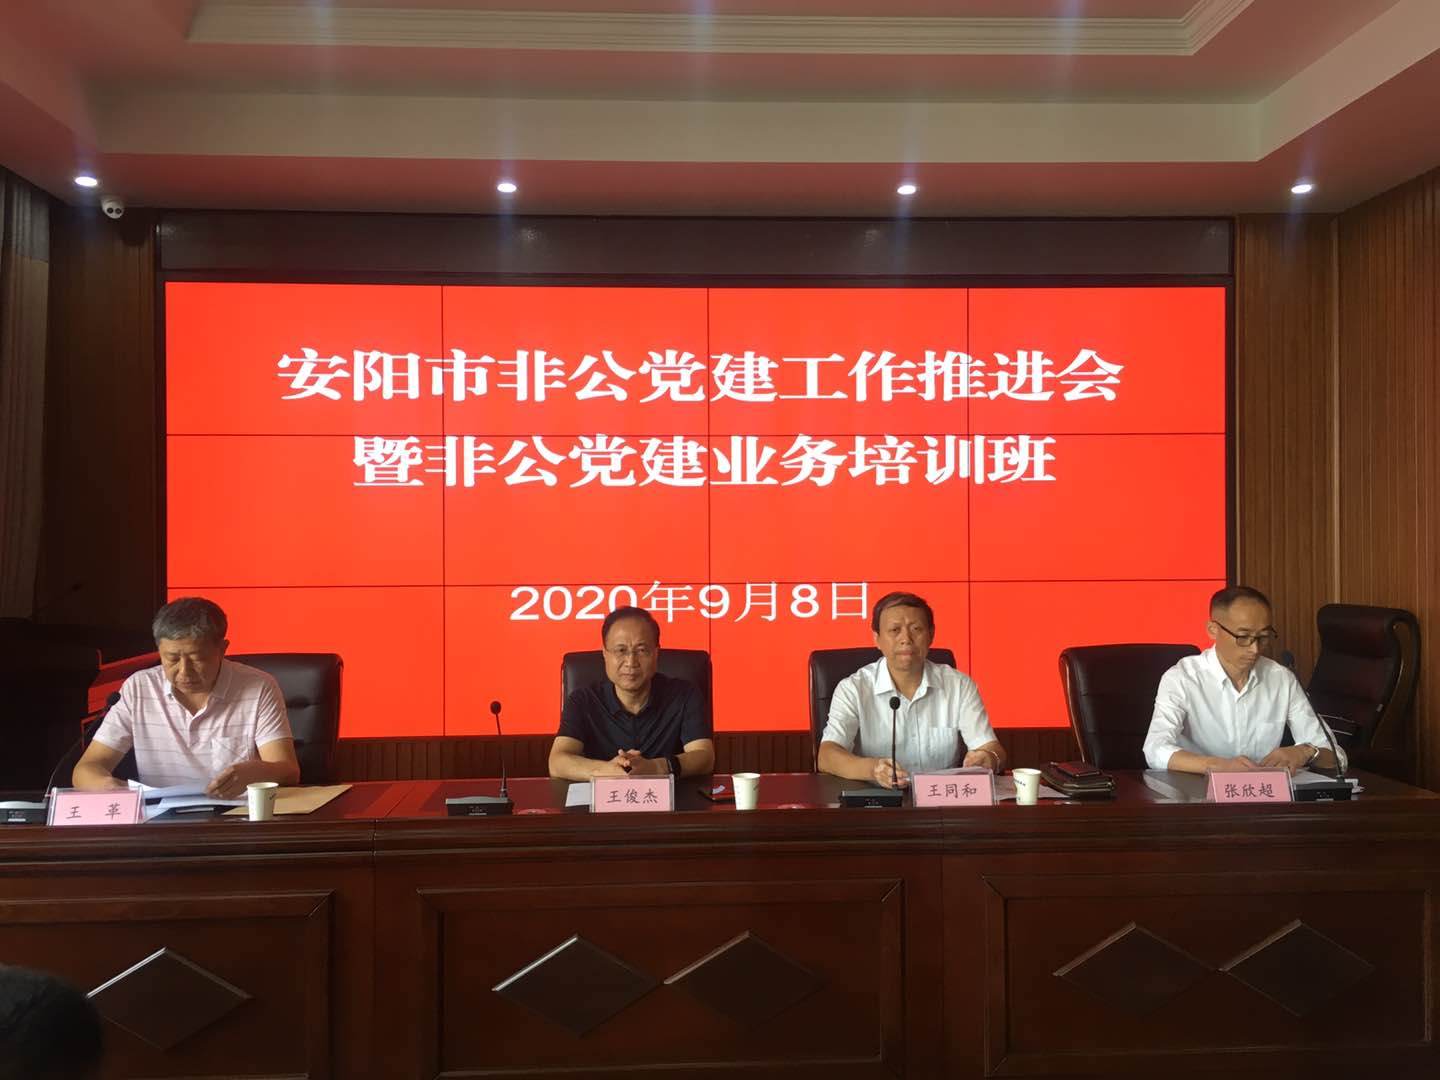 安阳市非公党建工作推进会
暨非公党建业务培训班
2020年9月8日
王 革
王俊杰
王同和
张欣超